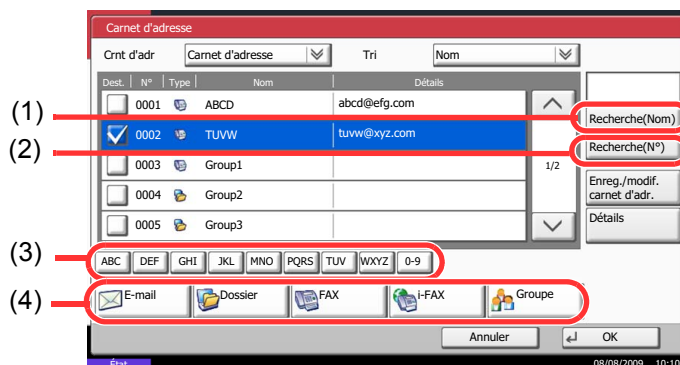 Carnet d'adresse
Crnt d'adr Carnet d'adresse Tri Nom
Dest. N° Type Nom Détails
0001 ABCD abcd@efg.com
(1) Recherche(Nom)
0002 TUVW tuvw@xyz.com
(2) Recherche(N°)
0003 Group1 1/2
Enreg./modif.
carnet d'adr.
0004 Group2
0005 Group3 Détails
(3) ABC DEF GHI JKL MNO PQRS TUV WXYZ 0-9
(4) E-mail Dossier FAX i-FAX Groupe
Annuler OK
État 08/08/2009 10:10